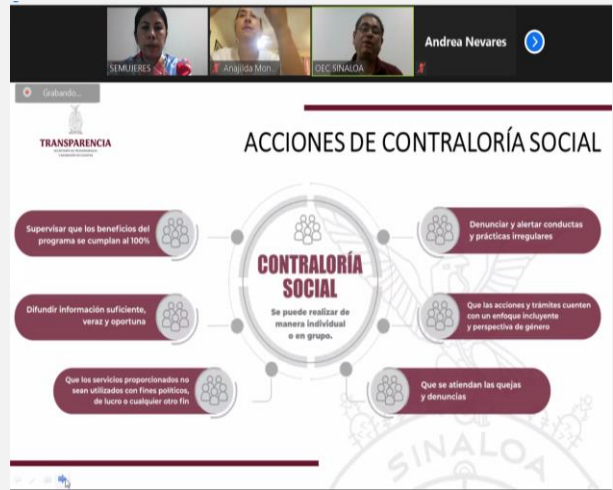 SEMUJERES
Anajilda Mon...
OEC SINALOA
Andrea Nevares
Grabando...
TRANSPARENCIA
ACCIONES DE CONTRALORÍA SOCIAL
Supervisar que los beneficios del
programa se cumplan al 100%
Difundir información suficiente,
veraz y oportuna
Que los servicios proporcionados no
sean utilizados con fines políticos,
de lucro o cualquier otro fin
CONTRALORÍA
SOCIAL
Se puede realizar de
manera individual
o en grupo.
Denunciar y alertar conductas
y prácticas irregulares
Que las acciones y trámites cuenten
con un enfoque incluyente
y perspectiva de género
Que se atiendan las quejas
y denuncias
SINALOA